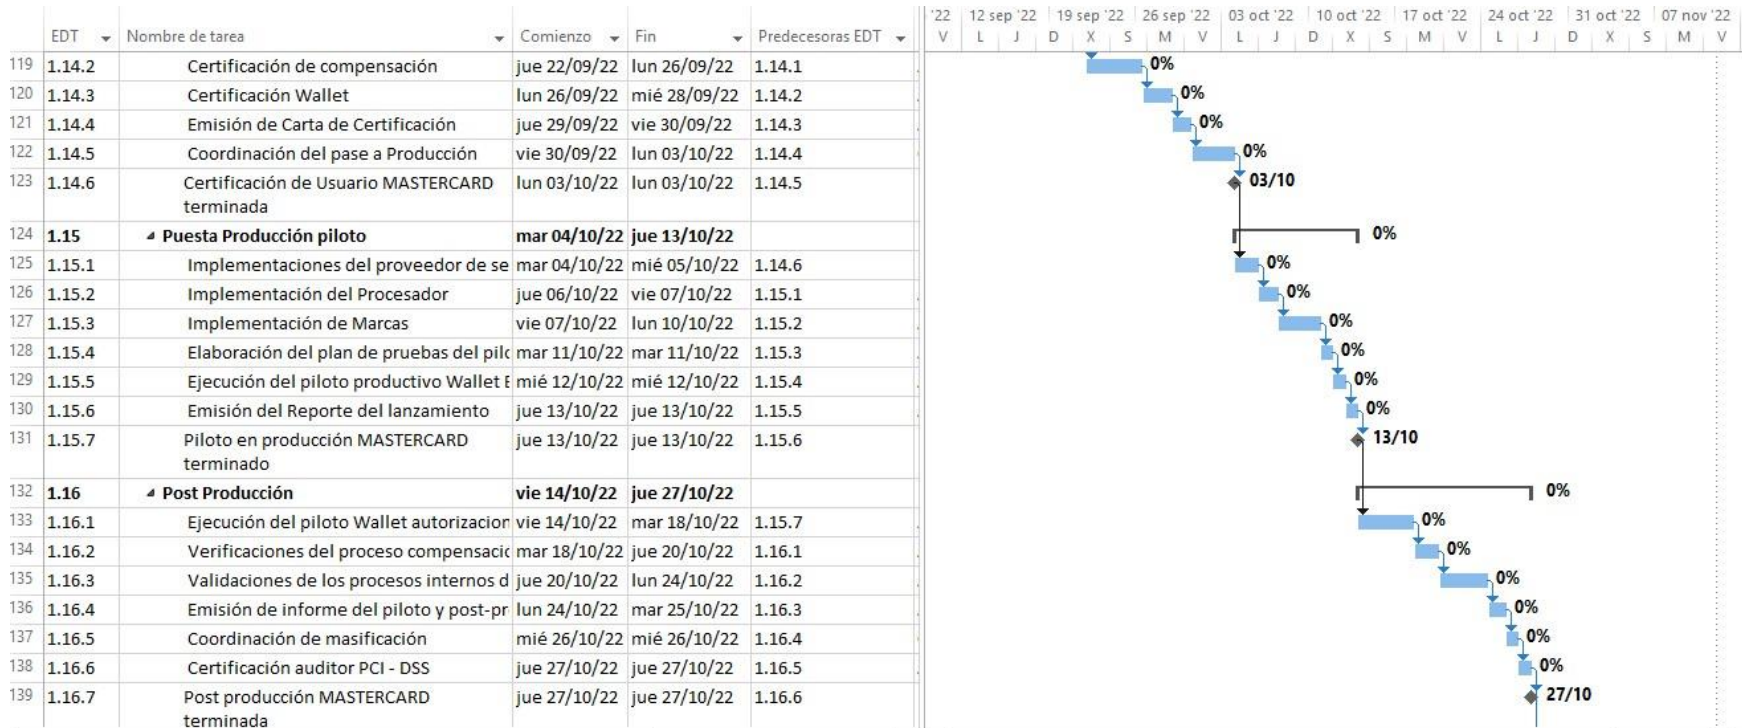 '22 12 sep '22 19 sep '22 26 sep '22 03 oct '22 10 oct '22 17 oct '22 24 oct '22 31 oct '22 07 nov '22
EDT Nombre de tarea Comienzo Fin Predecesoras EDT V L J D X S M V L J D X S M V L J D X S M V
119 1.14.2 Certificación de compensación jue 22/09/22 lun 26/09/22 1.14.1 0%
120 1.14.3 Certificación Wallet lun 26/09/22 mié 28/09/22 1.14.2 0%
121 1.14.4 Emisión de Carta de Certificación jue 29/09/22 vie 30/09/22 1.14.3 0%
122 1.14.5 Coordinación del pase a Producción vie 30/09/22 lun 03/10/22 1.14.4 0%
123 1.14.6 Certificación de Usuario MASTERCARD lun 03/10/22 lun 03/10/22 1.14.5 03/10
terminada
124 1.15 Puesta Producción piloto mar 04/10/22 jue 13/10/22 0%
125 1.15.1 Implementaciones del proveedor de se mar 04/10/22 mié 05/10/22 1.14.6 0%
126 1.15.2 Implementación del Procesador jue 06/10/22 vie 07/10/22 1.15.1 0%
127 1.15.3 Implementación de Marcas vie 07/10/22 lun 10/10/22 1.15.2 0%
128 1.15.4 Elaboración del plan de pruebas del pilo mar 11/10/22 mar 11/10/22 1.15.3 0%
129 1.15.5 Ejecución del piloto productivo Wallet mié 12/10/22 mié 12/10/22 1.15.4 0%
130 1.15.6 Emisión del Reporte del lanzamiento jue 13/10/22 jue 13/10/22 1.15.5 0%
131 1.15.7 Piloto en producción MASTERCARD jue 13/10/22 jue 13/10/22 1.15.6 13/10
terminado
132 1.16 Post Producción vie 14/10/22 jue 27/10/22 0%
133 1.16.1 Ejecución del piloto Wallet autorizacion vie 14/10/22 mar 18/10/22 1.15.7 0%
134 1.16.2 Verificaciones del proceso compensacio mar 18/10/22 jue 20/10/22 1.16.1 0%
135 1.16.3 Validaciones de los procesos internos d jue 20/10/22 lun 24/10/22 1.16.2 0%
136 1.16.4 Emisión de informe del piloto y post-pr lun 24/10/22 mar 25/10/22 1.16.3 0%
137 1.16.5 Coordinación de masificación mié 26/10/22 mié 26/10/22 1.16.4 0%
138 1.16.6 Certificación auditor PCI - DSS jue 27/10/22 jue 27/10/22 1.16.5 0%
139 1.16.7 Post producción MASTERCARD jue 27/10/22 jue 27/10/22 1.16.6 27/10
terminada